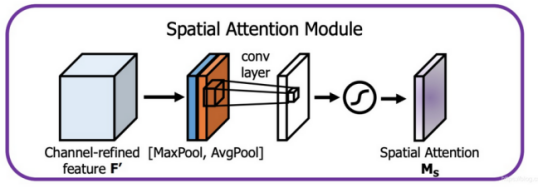 Spatial Attention Module
conv
layer
Channel-refined
feature F'
[MaxPool, AvgPool]
Spatial Attention
Ms